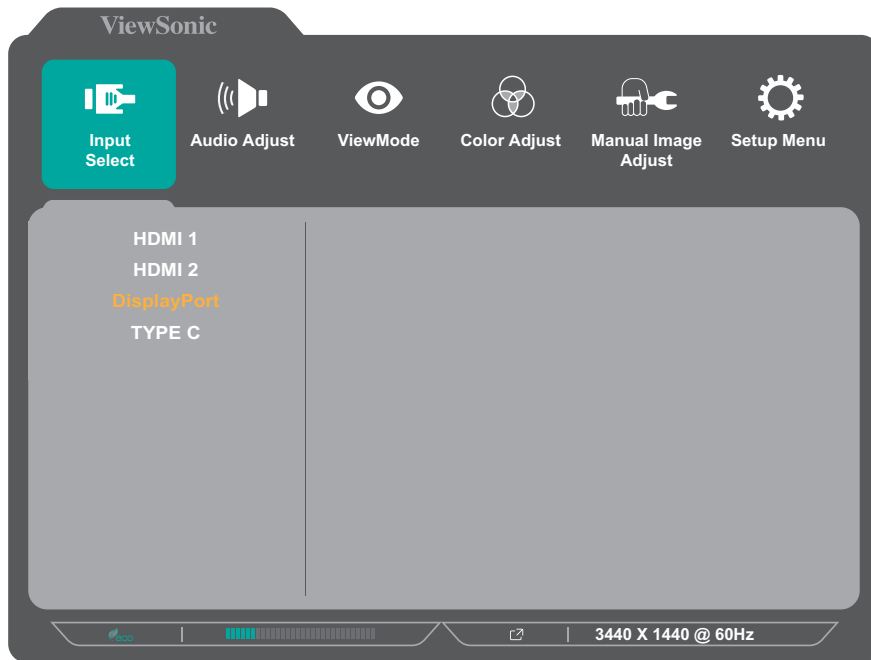 ViewSonic
Input
Select
Audio Adjust
ViewMode
Color Adjust
Manual Image
Adjust
Setup Menu
HDMI 1
HDMI 2
DisplayPort
TYPE C
eco
3440 X 1440 @ 60Hz